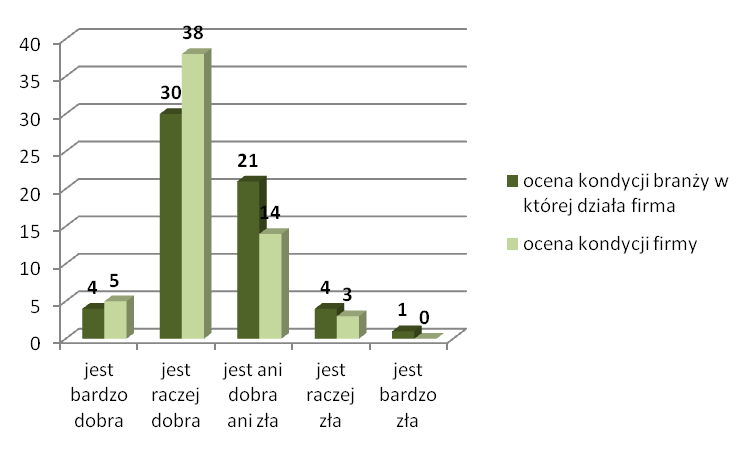 40
35
30
25
20
15
10
5
0
4 5
30 38
21 14
4 3
1 0
jest bardzo dobra
jest raczej dobra
jest ani dobra ani zła
jest raczej zła
jest bardzo zła
ocena kondycji branży w
której działa firma
ocena kondycji firmy